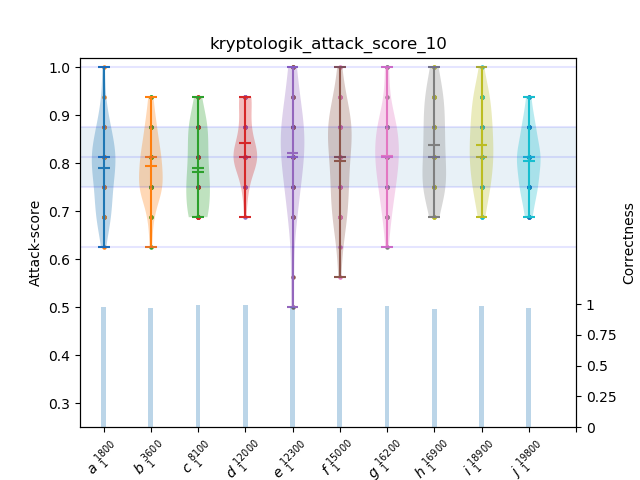 kryptologik_attack_score_10
1.0
0.9
0.8
0.7
0.6
0.5
0.4
0.3
Attack-score
1
0.75
0.5
0.25
0
Correctness
a 1800 1
b 3600 1
c 8100 1
d 12000 1
e 12300 1
f 15000 1
g 16200 1
h 16900 1
i 18900 1
j 19800 1